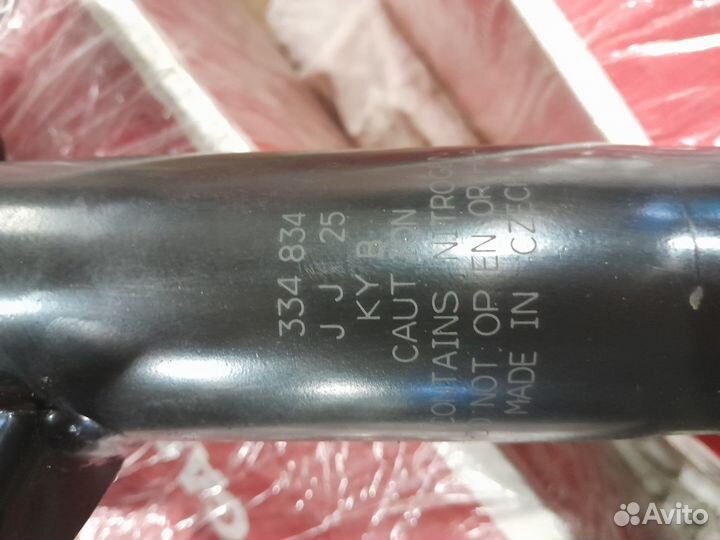 334 834
J J 25
KYB
CAUTION
CONTAINS NITROG
NOT OPEN OR
MADE IN CZEC
Avito